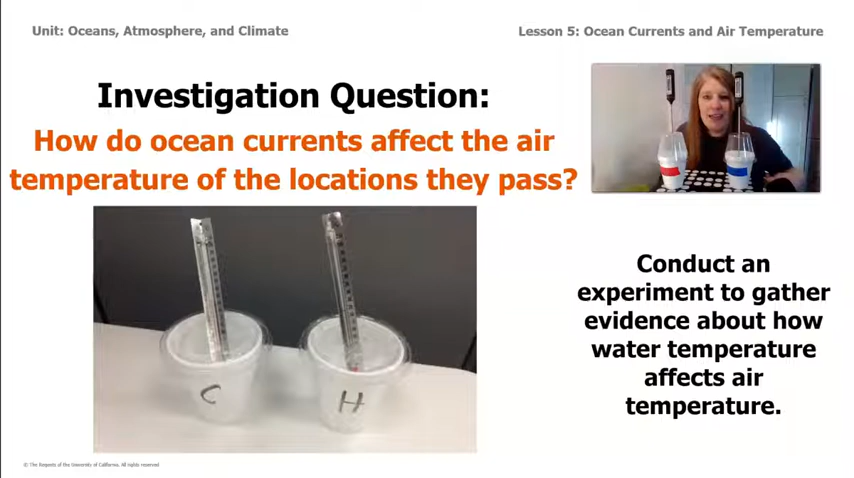 Unit: Oceans, Atmosphere, and Climate
Lesson 5: Ocean Currents and Air Temperature
Investigation Question:
How do ocean currents affect the air
temperature of the locations they pass?
C
H
Conduct an
experiment to gather
evidence about how
water temperature
affects air
temperature.
© The Regents of the University of California. All rights reserved